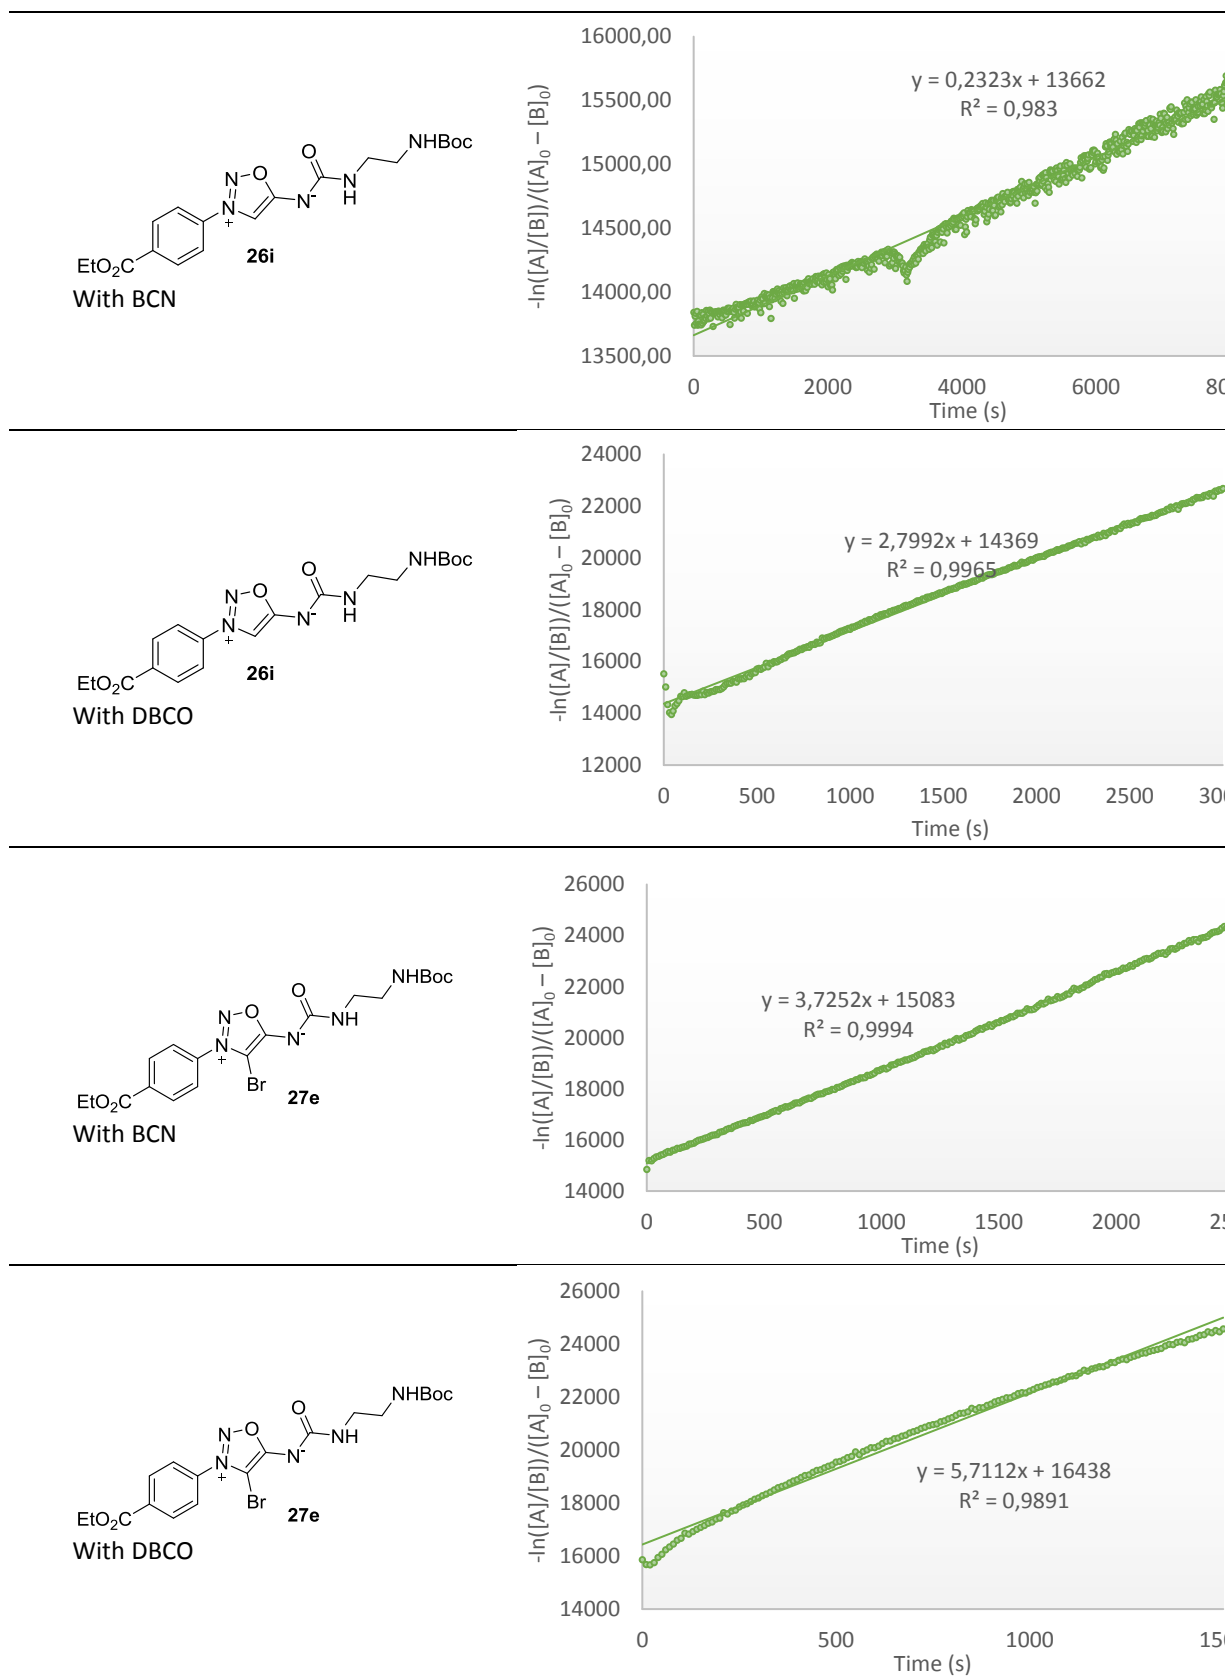 16000,00
15500,00
15000,00
14500,00
14000,00
13500,00
-ln([A]/[B])/([A]₀ – [B]₀)
y = 0,2323x + 13662
R² = 0,983
0 2000 4000 6000 80
Time (s)
O
NHBoc
N O
N
+
N-
N
H
26i
EtO₂C
With BCN
24000
22000
20000
18000
16000
14000
12000
-ln([A]/[B])/([A]₀ – [B]₀)
y = 2,7992x + 14369
R² = 0,9965
0 500 1000 1500 2000 2500 300
Time (s)
O
NHBoc
N O
N
+
N-
N
H
26i
EtO₂C
With DBCO
26000
24000
22000
20000
18000
16000
14000
-ln([A]/[B])/([A]₀ – [B]₀)
y = 3,7252x + 15083
R² = 0,9994
0 500 1000 1500 2000 25
Time (s)
O
NHBoc
N O
N
+
N-
NH
Br
27e
EtO₂C
With BCN
26000
24000
22000
20000
18000
16000
14000
-ln([A]/[B])/([A]₀ – [B]₀)
y = 5,7112x + 16438
R² = 0,9891
0 500 1000 150
Time (s)
O
NHBoc
N O
N
+
N-
NH
Br
27e
EtO₂C
With DBCO